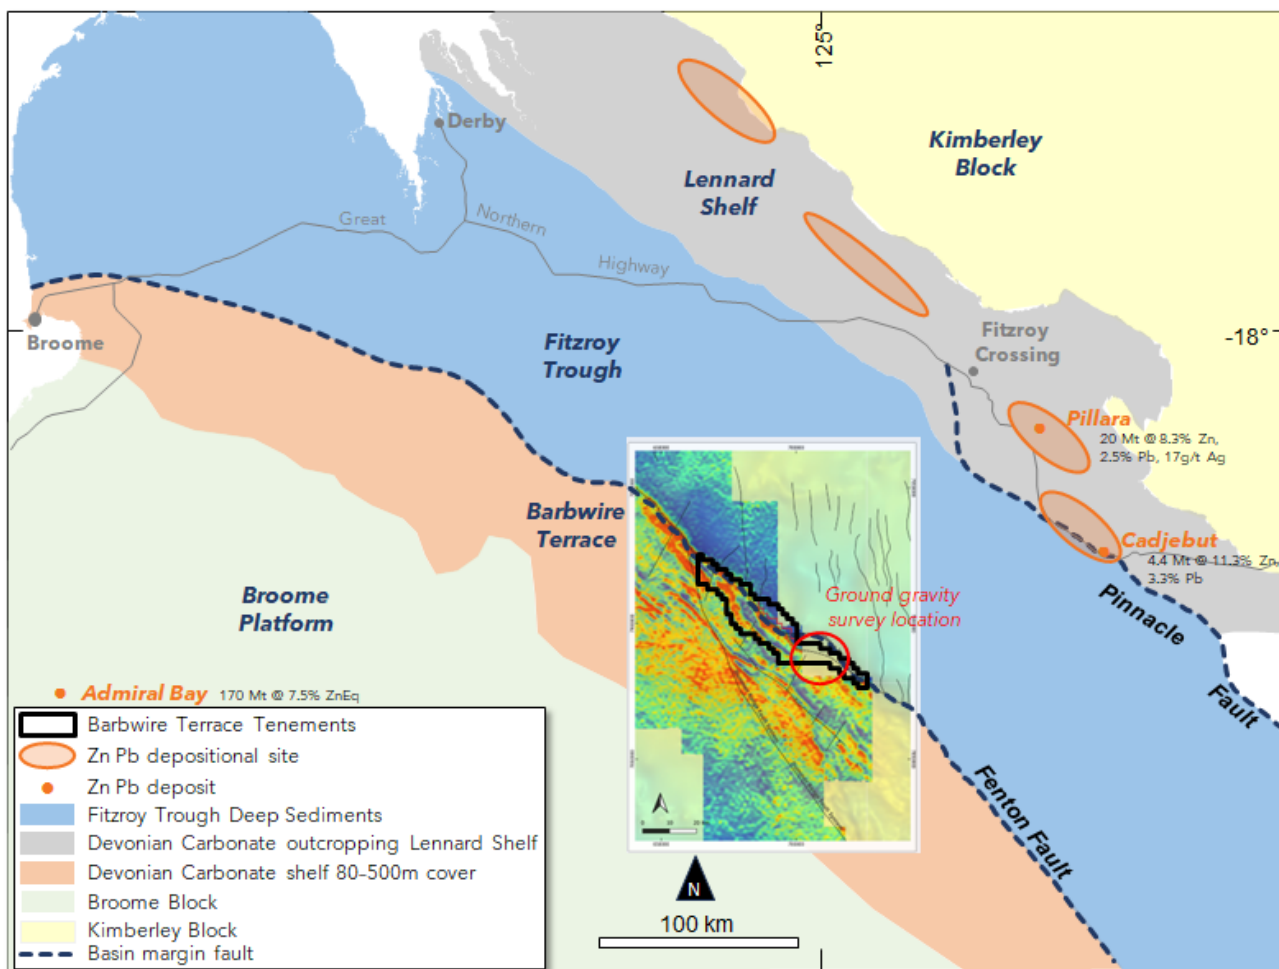 125°
Derby
Kimberley
Block
Lennard
Shelf
Great
Northern
Highway
-18°
Broome
Fitzroy
Trough
Fitzroy
Crossing
Pillara
20 Mt @ 8.3% Zn,
2.5% Pb, 17g/t Ag
Barbwire
Terrace
Cadjebut
4.4 Mt @ 11.3% Zn,
3.3% Pb
Ground gravity
survey location
Broome
Platform
Pinnacle
Fault
Admiral Bay 170 Mt @ 7.5% ZnEq
Barbwire Terrace Tenements
Zn Pb depositional site
Zn Pb deposit
Fitzroy Trough Deep Sediments
Devonian Carbonate outcropping Lennard Shelf
Devonian Carbonate shelf 80-500m cover
Broome Block
Kimberley Block
Basin margin fault
Fenton Fault
N
100 km